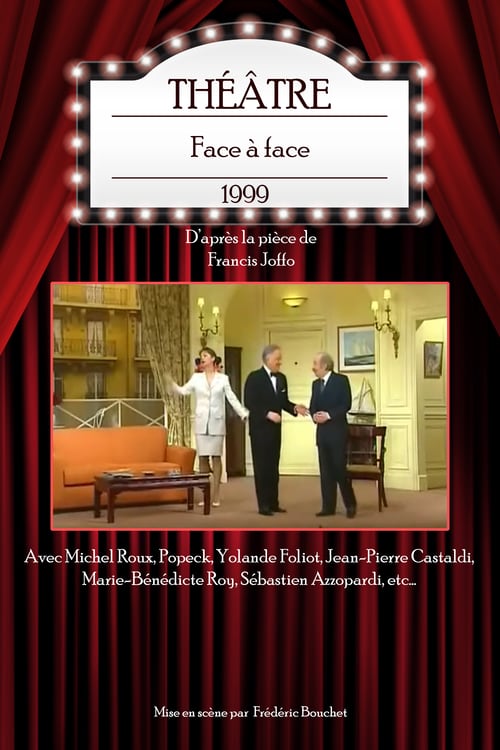 THÉÂTRE
Face à face
1999
D'après la pièce de
Francis Joffo
Avec Michel Roux, Popeck, Yolande Foliot, Jean-Pierre Castaldi,
Marie-Bénédicte Roy, Sébastien Azzopardi, etc...
Mise en scène par Frédéric Bouchet